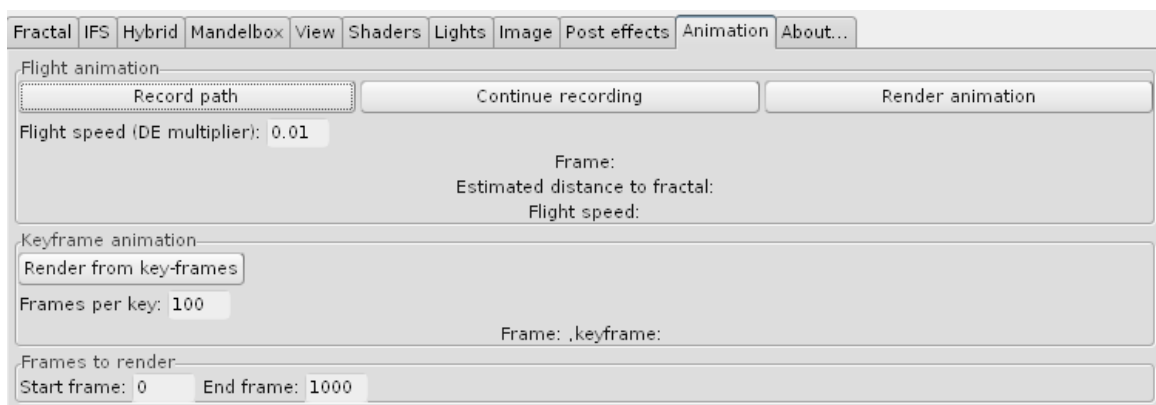 Fractal IFS Hybrid Mandelbox View Shaders Lights Image Post effects Animation About...
Flight animation
Record path Continue recording Render animation
Flight speed (DE multiplier): 0.01
Frame:
Estimated distance to fractal:
Flight speed:
Keyframe animation
Render from key-frames
Frames per key: 100
Frame: ,keyframe:
Frames to render
Start frame: 0 End frame: 1000